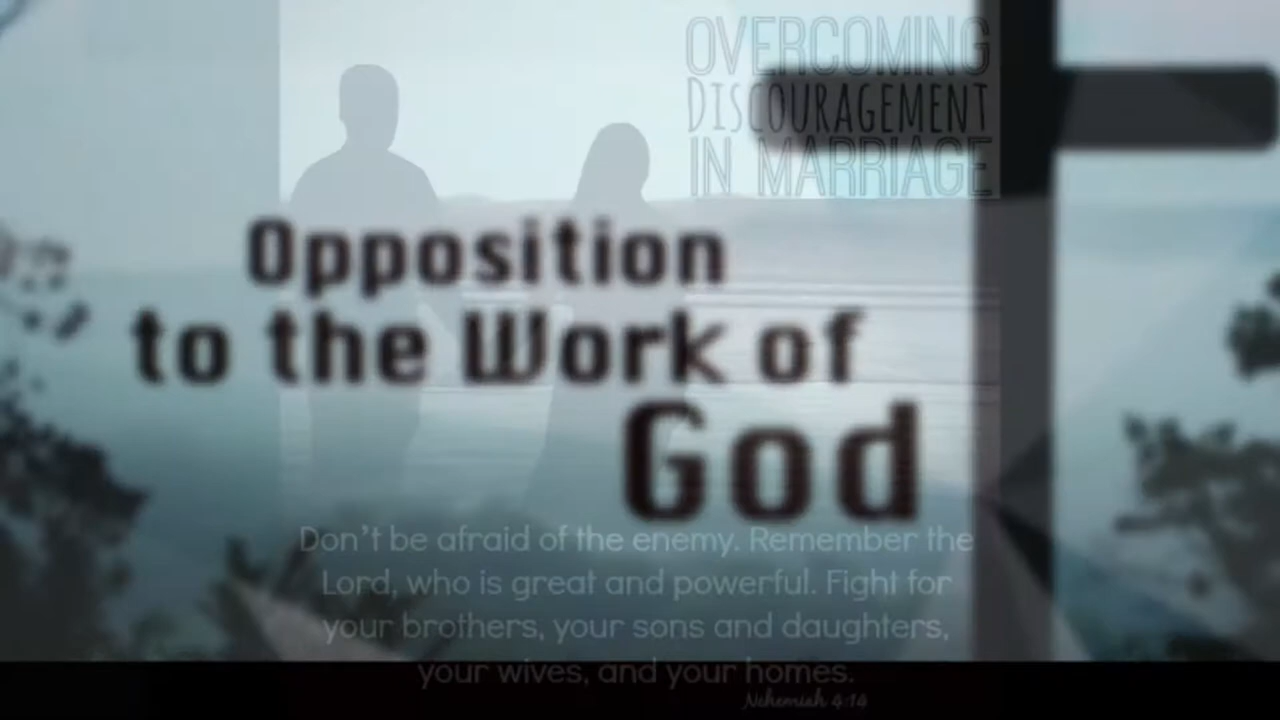 OVERCOMING
DISCOURAGEMENT
IN MARRIAGE
Opposition
to the Work of
God
Don't be afraid of the enemy. Remember the
Lord, who is great and powerful. Fight for
your brothers, your sons and daughters,
your wives, and your homes.
Nehemiah 4:14